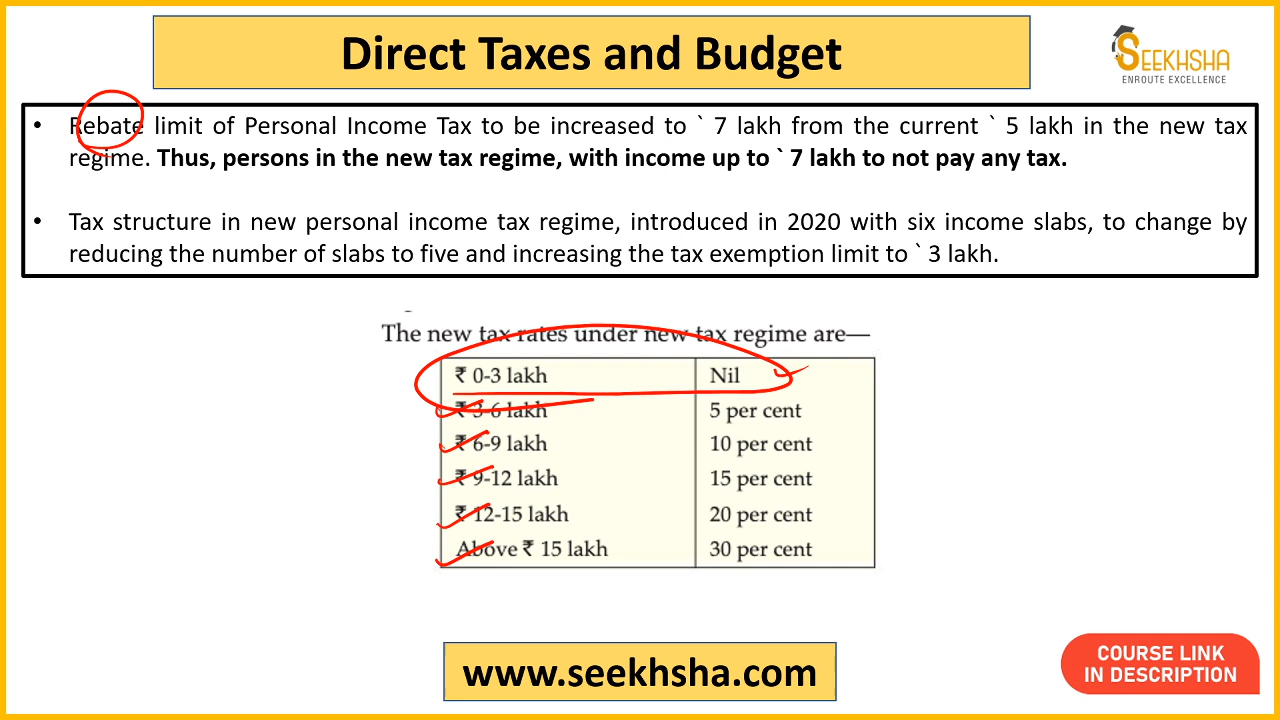 Direct Taxes and Budget
SEEKHSHA
ENROUTE EXCELLENCE
• Rebate limit of Personal Income Tax to be increased to ` 7 lakh from the current ` 5 lakh in the new tax
regime. Thus, persons in the new tax regime, with income up to ` 7 lakh to not pay any tax.
• Tax structure in new personal income tax regime, introduced in 2020 with six income slabs, to change by
reducing the number of slabs to five and increasing the tax exemption limit to ` 3 lakh.
The new tax rates under new tax regime are—
₹ 0-3 lakh Nil
₹ 3-6 lakh 5 per cent
₹ 6-9 lakh 10 per cent
₹ 9-12 lakh 15 per cent
₹ 12-15 lakh 20 per cent
Above ₹ 15 lakh 30 per cent
www.seekhsha.com
COURSE LINK
IN DESCRIPTION